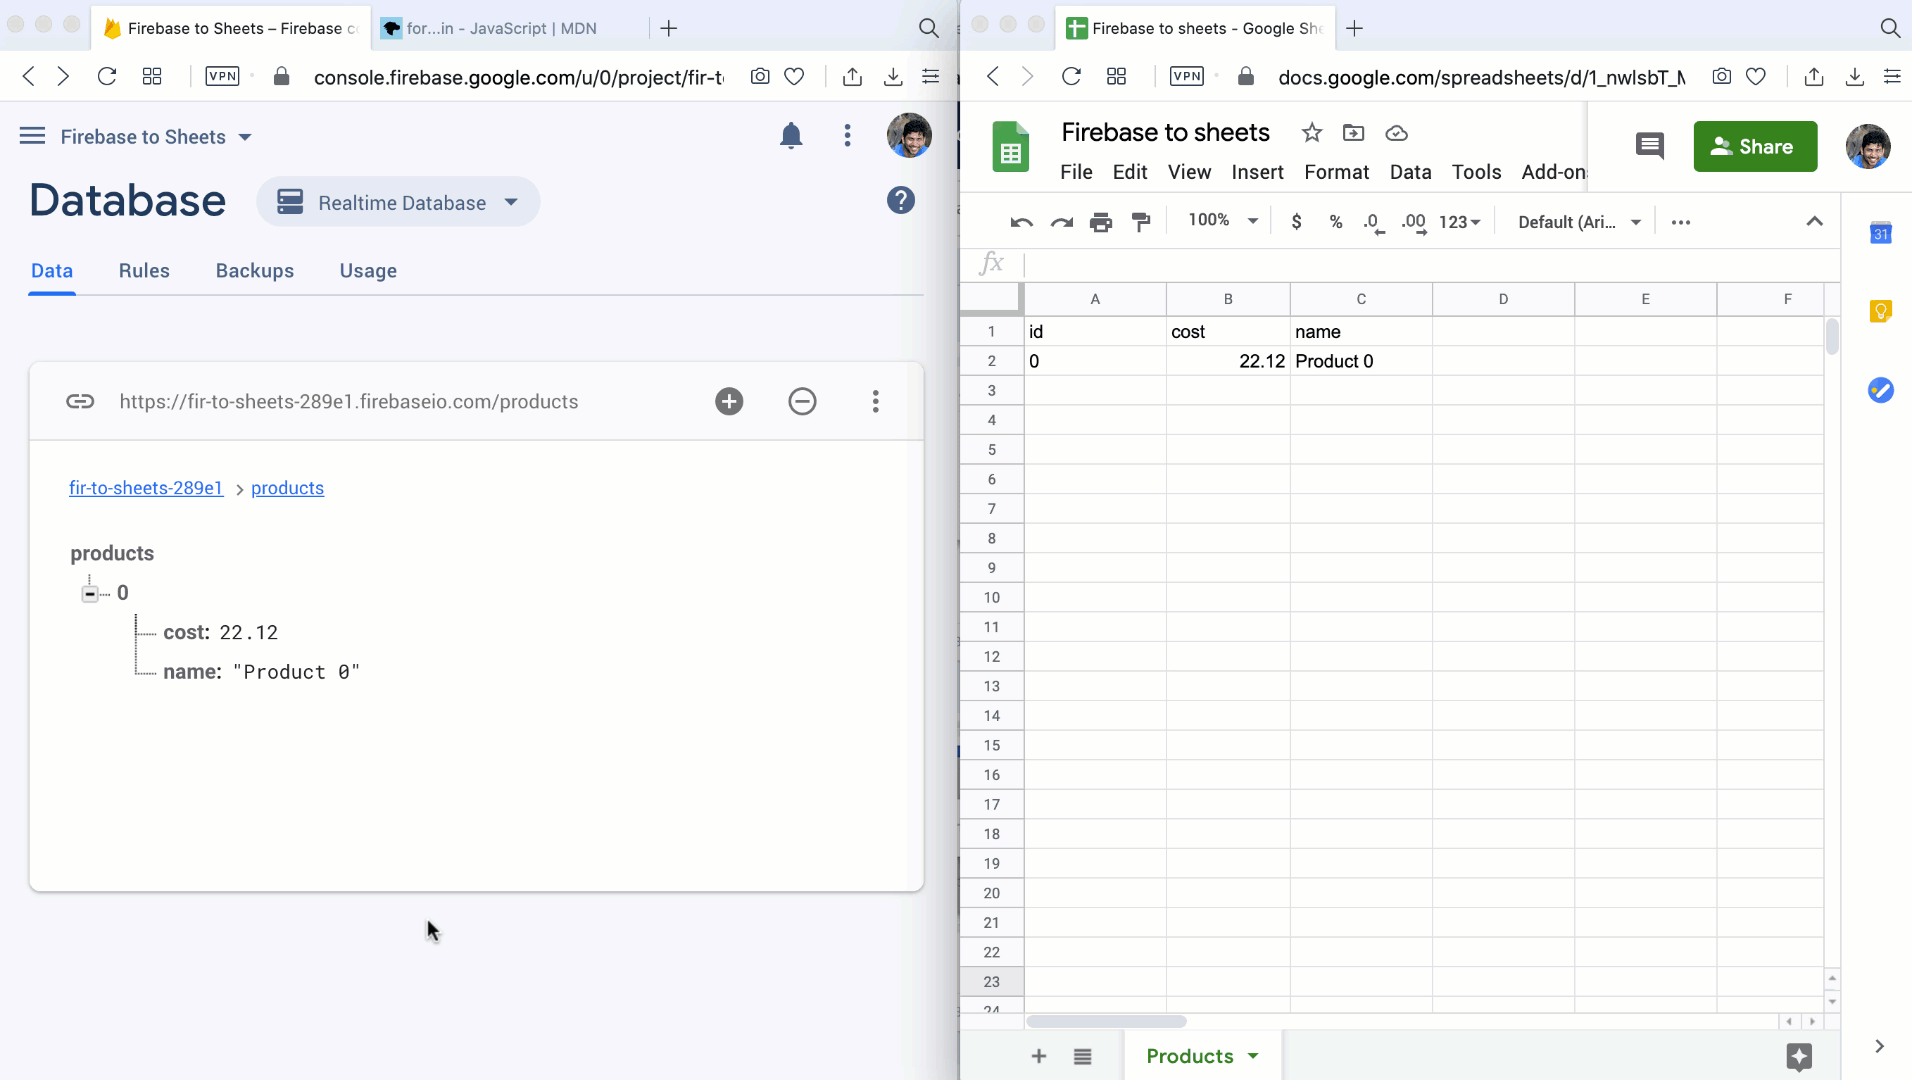 Firebase to Sheets – Firebase c
for...in - JavaScript | MDN
VPN
console.firebase.google.com/u/0/project/fir-t
Firebase to Sheets
Database
Realtime Database
?
Data
Rules
Backups
Usage
https://fir-to-sheets-289e1.firebaseio.com/products
fir-to-sheets-289e1 > products
products
0
cost: 22.12
name: "Product 0"
Firebase to sheets - Google She
VPN
docs.google.com/spreadsheets/d/1_nwlsbT_M
Firebase to sheets
Share
File Edit View Insert Format Data Tools Add-ons
100%
$ % .0 .00 123
Default (Ari...
31
fx
A B C D E F
1 id cost name
2 0 22.12 Product 0
3
4
5
6
7
8
9
10
11
12
13
14
15
16
17
18
19
20
21
22
23
24
Products